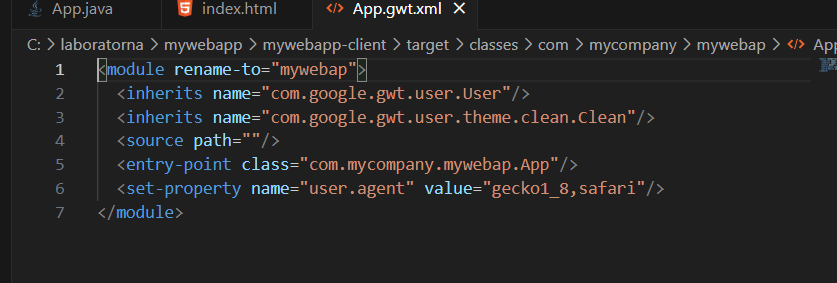 App.java index.html App.gwt.xml
C: > laboratorna > mywebapp > mywebapp-client > target > classes > com > mycompany > mywebap > App
1 <module rename-to="mywebap">
2 <inherits name="com.google.gwt.user.User"/>
3 <inherits name="com.google.gwt.user.theme.clean.Clean"/>
4 <source path=""/>
5 <entry-point class="com.mycompany.mywebap.App"/>
6 <set-property name="user.agent" value="gecko1_8,safari"/>
7 </module>